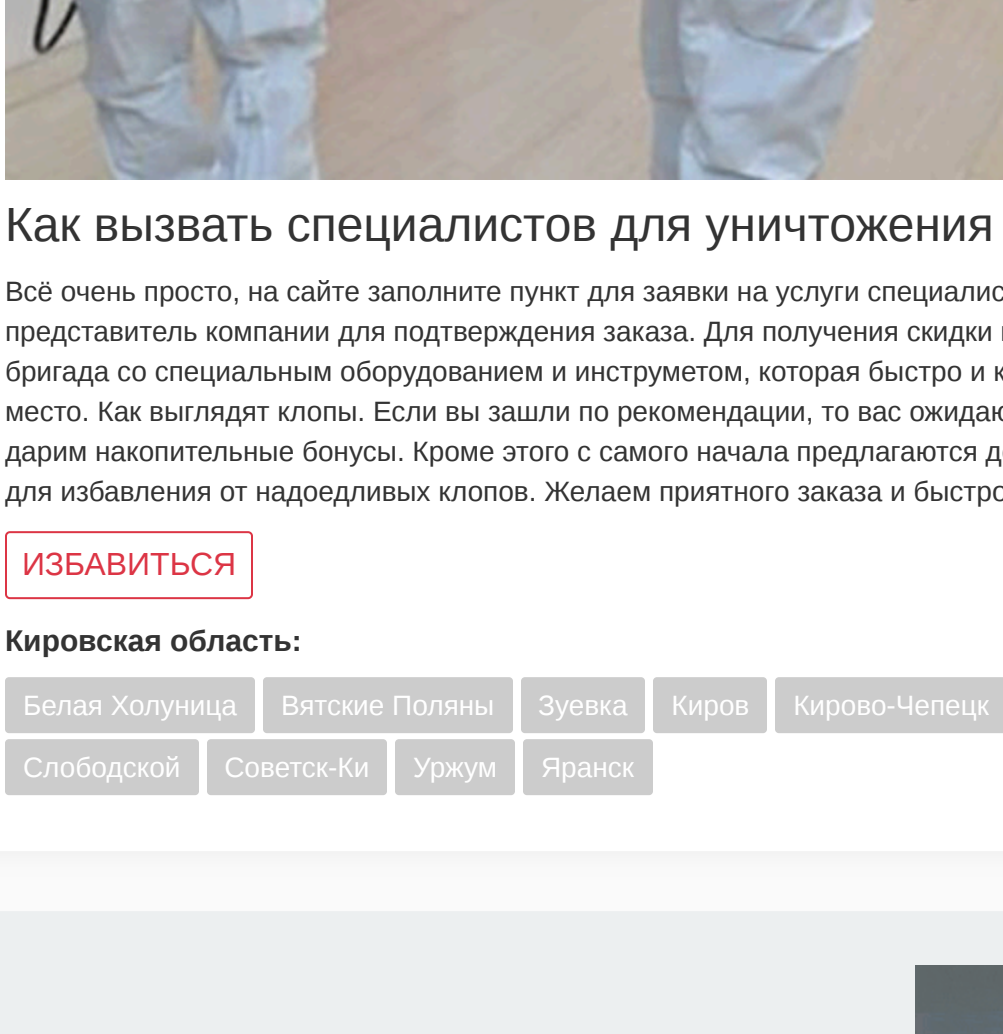 Как вызвать специалистов для уничтожения
Всё очень просто, на сайте заполните пункт для заявки на услуги
представитель компании для подтверждения заказа. Для получения скидки
бригада со специальным оборудованием и инструметом, которая быстро и
место. Как выглядят клопы. Если вы зашли по рекомендации, то вас
дарим накопительные бонусы. Кроме этого с самого начала предлагаются
для избавления от надоедливых клопов. Желаем приятного заказа и
ИЗБАВИТЬСЯ
Кировская область:
Белая Холуница Вятские Поляны Зуевка Киров Кирово-Чепецк
Слободской Советск-Ки Уржум Яранск